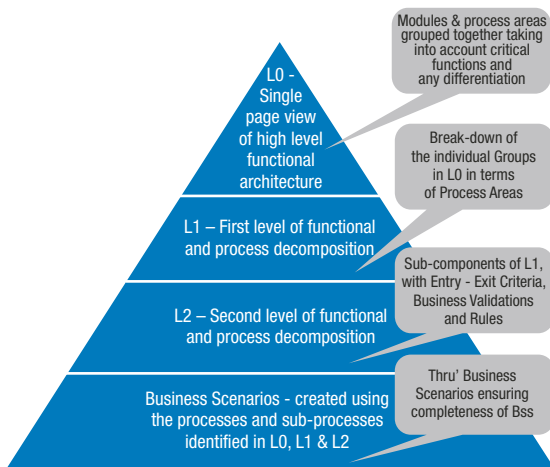 Modules & process areas
grouped together taking
into account critical
functions and
any differentiation
L0 -
Single
page view
of high level
functional
architecture
Break-down of
the individual Groups
in L0 in terms
of Process Areas
L1 – First level of functional
and process decomposition
Sub-components of L1,
with Entry - Exit Criteria,
Business Validations
and Rules
L2 – Second level of functional
and process decomposition
Thru' Business
Scenarios ensuring
completeness of Bss
Business Scenarios - created using
the processes and sub-processes
identified in L0, L1 & L2